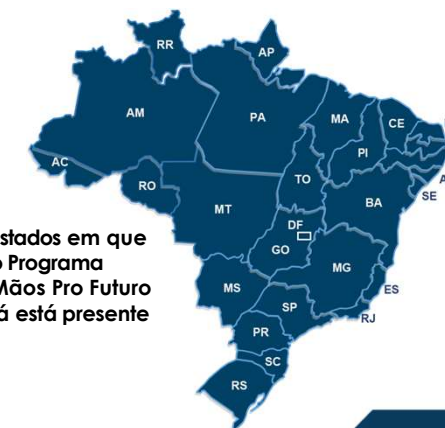 RR
AP
AM
PA
MA
CE
PI
AC
RO
TO
SE
BA
MT
DF
GO
MG
MS
ES
SP
RJ
PR
SC
RS
stados em que
o Programa
Mãos Pro Futuro
á está presente